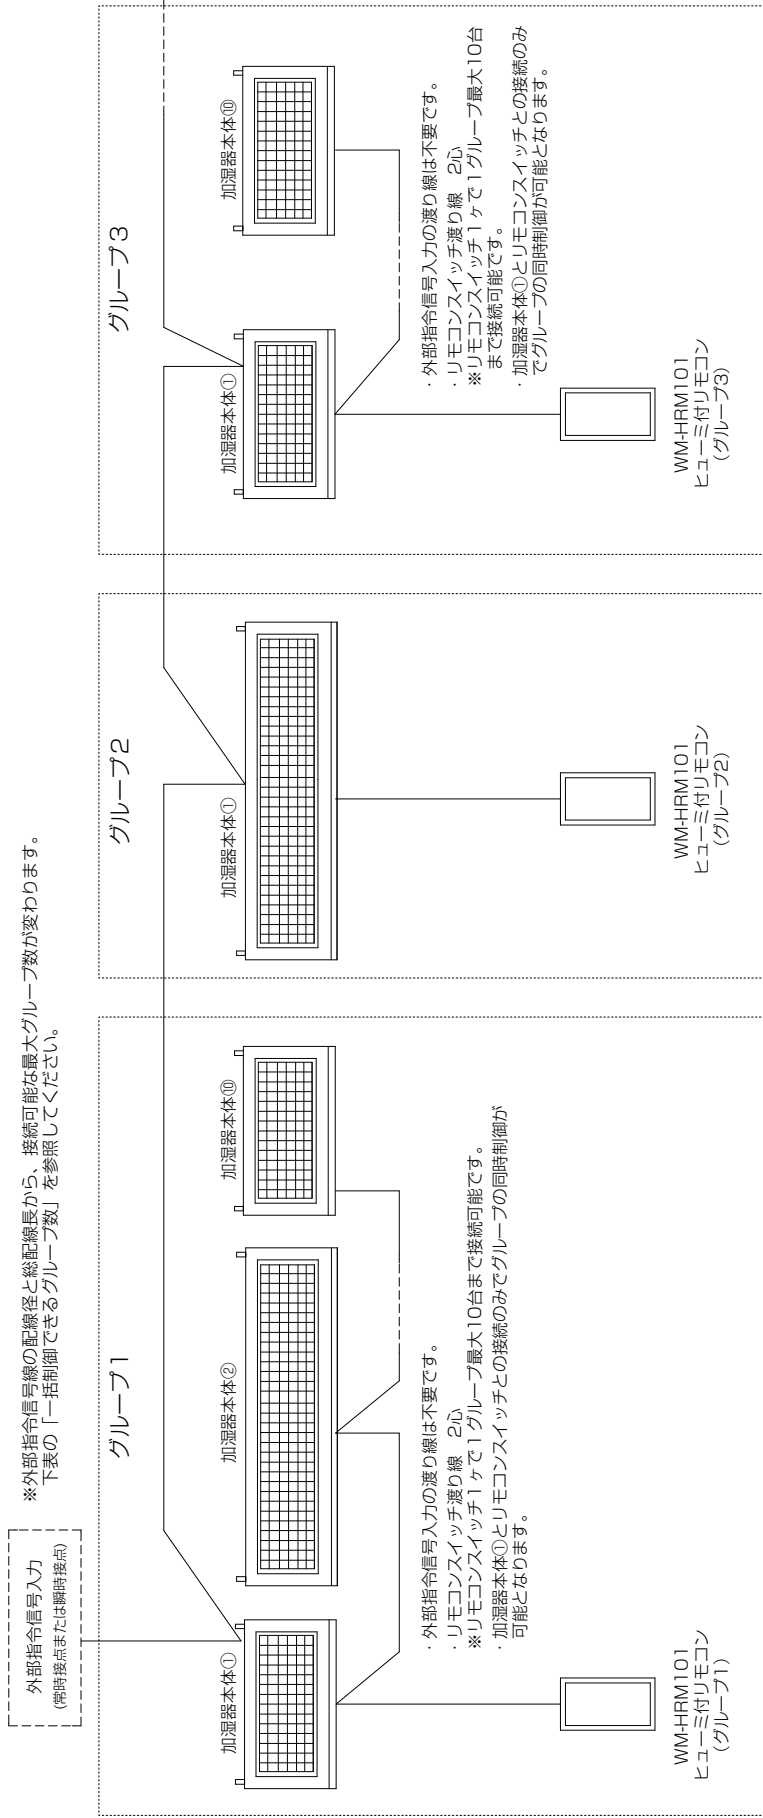 外部指令信号入力
(常時接点または瞬時接点)
※外部指令信号線の配線径と総配線長から、接続可能な最大グループ数が変わります。
下表の「一括制御できるグループ数」を参照してください。
グループ1
加湿器本体①
加湿器本体②
加湿器本体⑩
・外部指令信号入力の渡り線は不要です。
・リモコンスイッチ渡り線 2心
※リモコンスイッチ1ヶで1グループ最大10台まで接続可能です。
・加湿器本体①とリモコンスイッチとの接続のみでグループの同時制御が
可能となります。
WM-HRM101
ヒューミ付リモコン
(グループ1)
グループ2
加湿器本体①
WM-HRM101
ヒューミ付リモコン
(グループ2)
グループ3
加湿器本体①
加湿器本体⑩
・外部指令信号入力の渡り線は不要です。
・リモコンスイッチ渡り線 2心
※リモコンスイッチ1ヶで1グループ最大10台
まで接続可能です。
・加湿器本体①とリモコンスイッチとの接続のみ
でグループの同時制御が可能となります。
WM-HRM101
ヒューミ付リモコン
(グループ3)